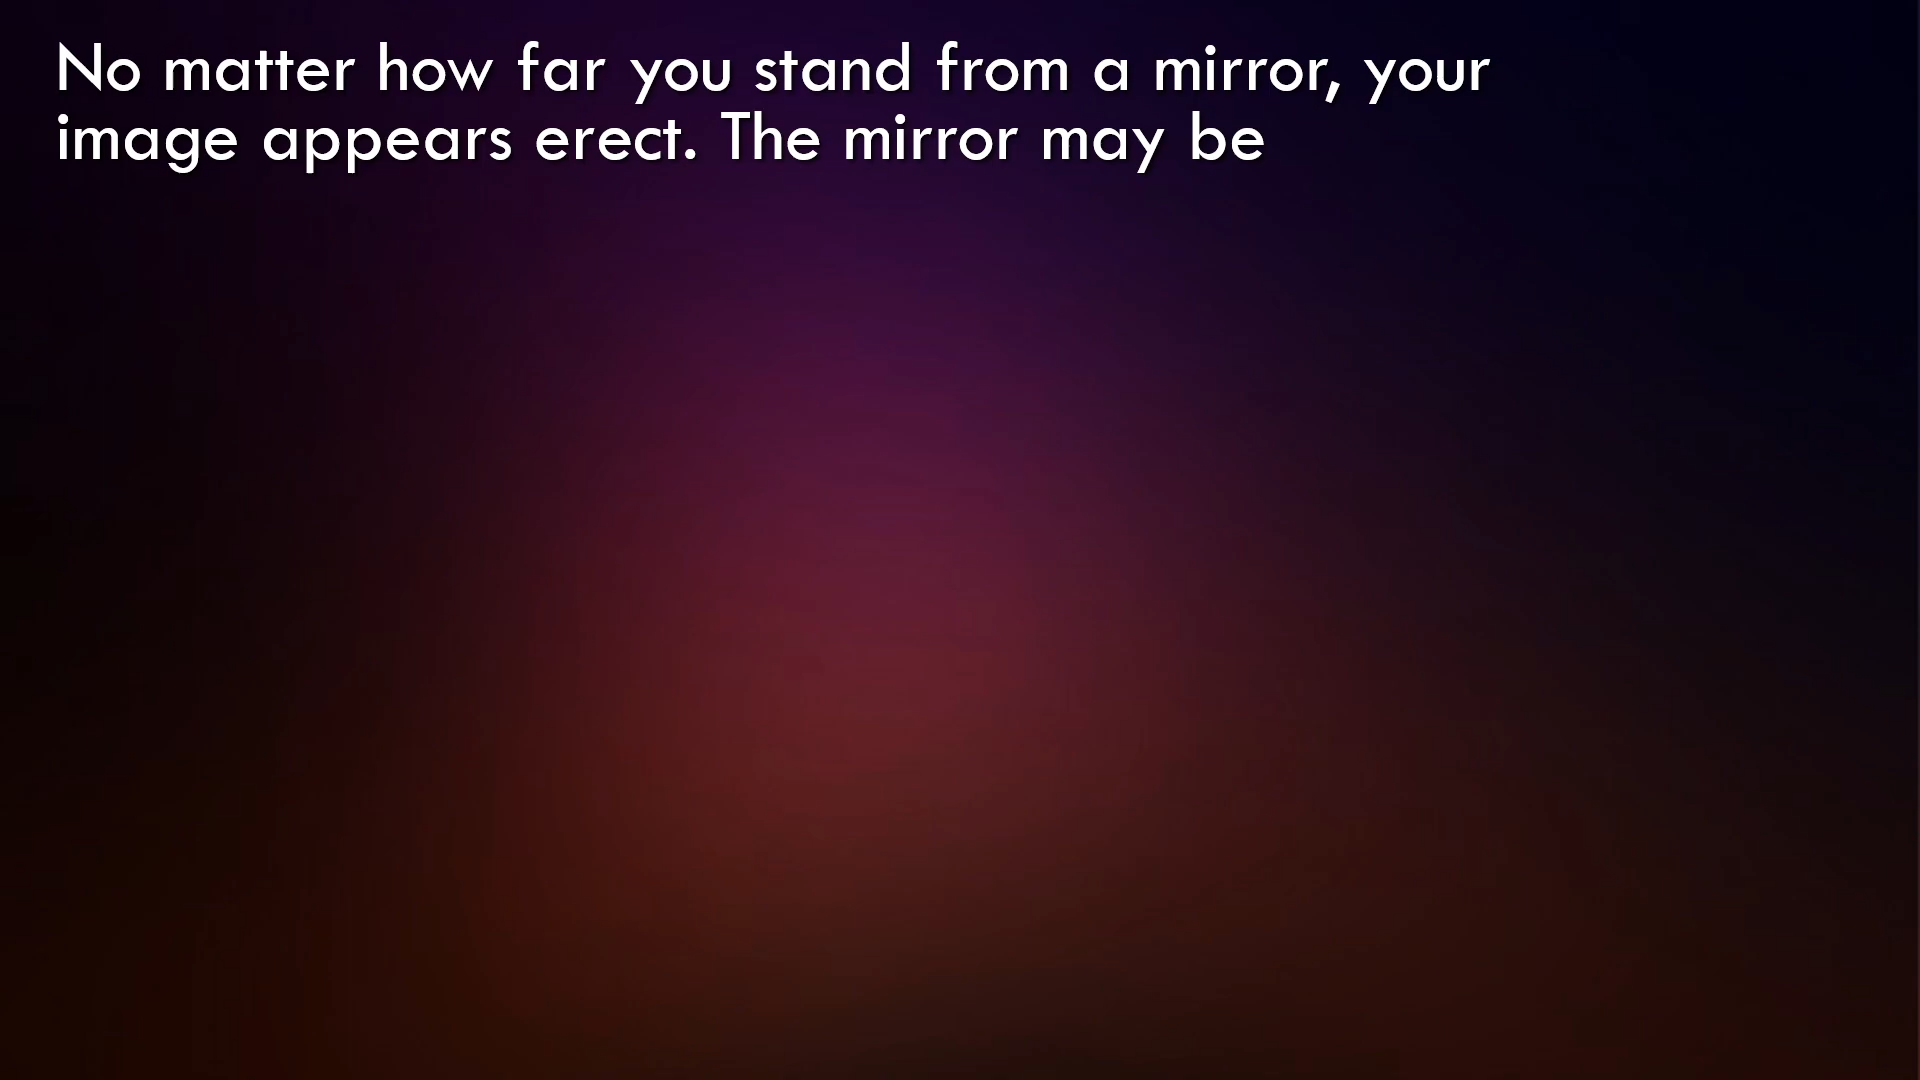 No matter how far you stand from a mirror, your
image appears erect. The mirror may be